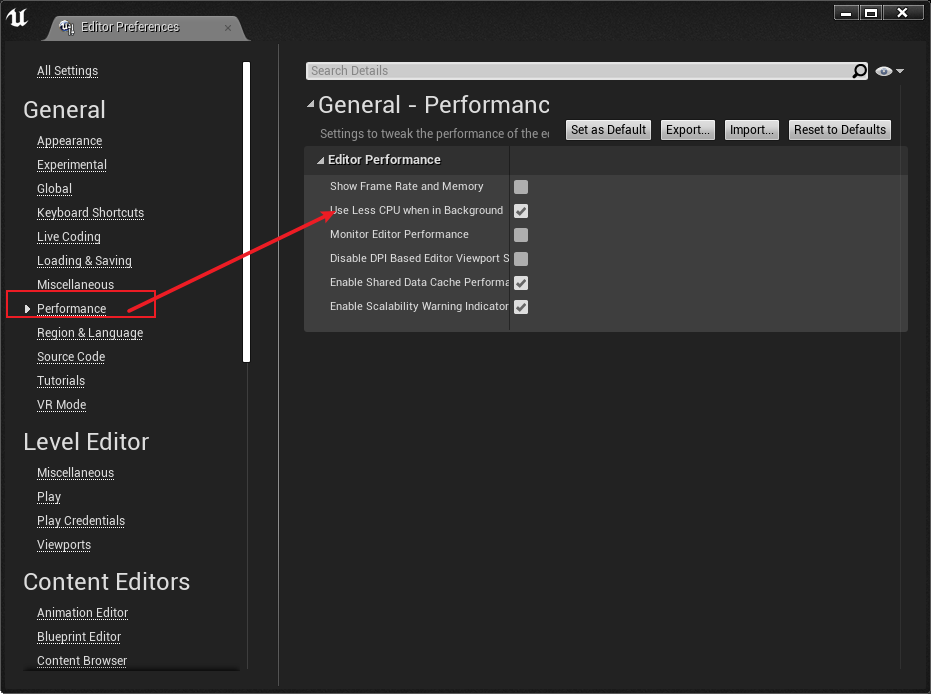 Editor Preferences
All Settings
General
Appearance
Experimental
Global
Keyboard Shortcuts
Live Coding
Loading & Saving
Miscellaneous
Performance
Region & Language
Source Code
Tutorials
VR Mode
Level Editor
Miscellaneous
Play
Play Credentials
Viewports
Content Editors
Animation Editor
Blueprint Editor
Content Browser
Search Details
General - Performanc
Settings to tweak the performance of the ed
Set as Default
Export...
Import...
Reset to Defaults
Editor Performance
Show Frame Rate and Memory
Use Less CPU when in Background
Monitor Editor Performance
Disable DPI Based Editor Viewport S
Enable Shared Data Cache Performa
Enable Scalability Warning Indicator